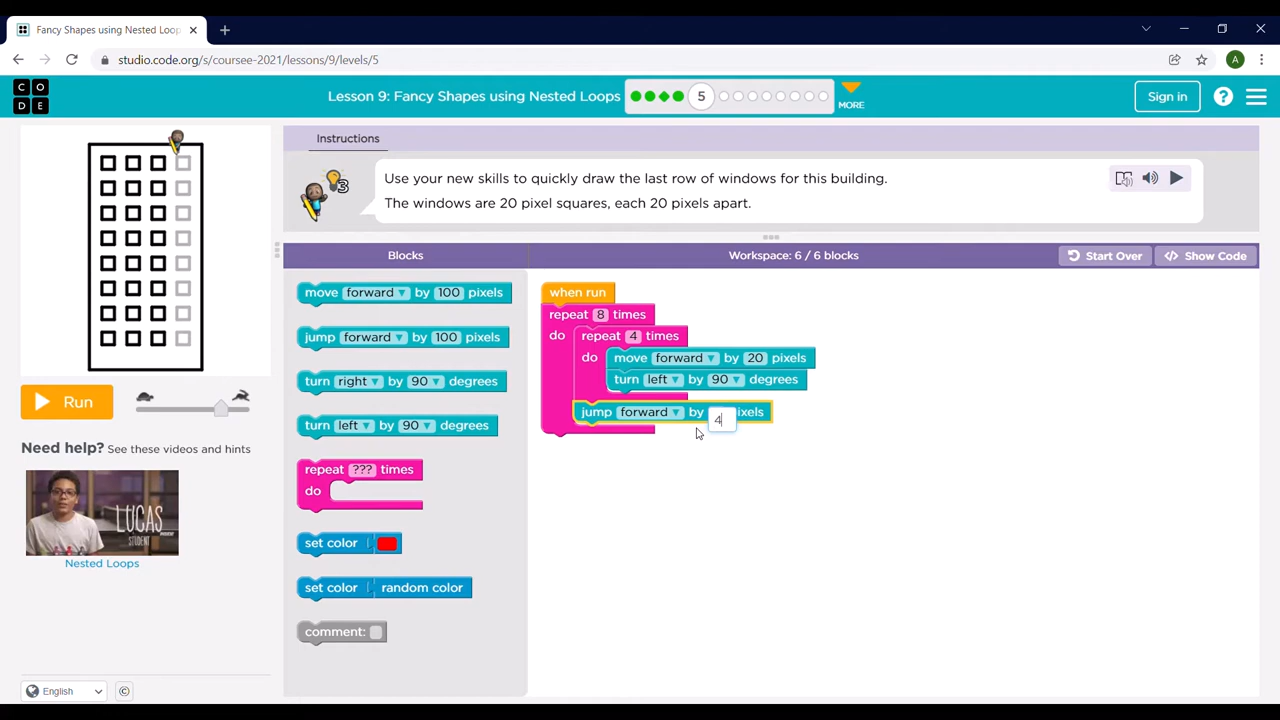 Fancy Shapes using Nested Loop
studio.code.org/s/coursee-2021/lessons/9/levels/5
A
C O
D E
Lesson 9: Fancy Shapes using Nested Loops
5
MORE
Sign in
?
Instructions
3
Use your new skills to quickly draw the last row of windows for this building.
The windows are 20 pixel squares, each 20 pixels apart.
Blocks
Workspace: 6 / 6 blocks
Start Over
Show Code
move forward by 100 pixels
jump forward by 100 pixels
turn right by 90 degrees
turn left by 90 degrees
repeat ??? times
do
set color
set color random color
comment:
when run
repeat 8 times
do
repeat 4 times
do
move forward by 20 pixels
turn left by 90 degrees
jump forward by 4 ixels
Run
Need help? See these videos and hints
LUCAS
STUDENT
Nested Loops
English
©